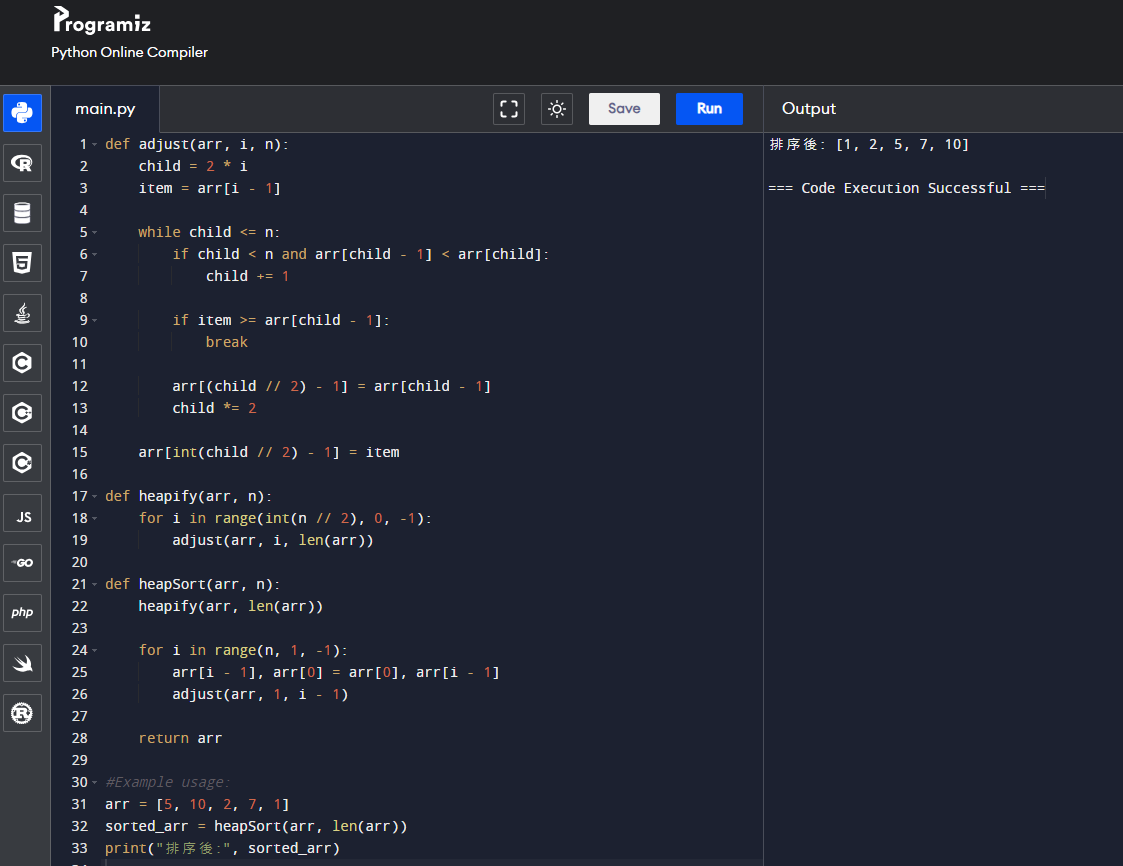 Programiz
Python Online Compiler
main.py
Save
Run
Output
1 def adjust(arr, i, n):
2     child = 2 * i
3     item = arr[i - 1]
4
5     while child <= n:
6         if child < n and arr[child - 1] < arr[child]:
7             child += 1
8
9         if item >= arr[child - 1]:
10             break
11
12         arr[(child // 2) - 1] = arr[child - 1]
13         child *= 2
14
15     arr[int(child // 2) - 1] = item
16
17 def heapify(arr, n):
18     for i in range(int(n // 2), 0, -1):
19         adjust(arr, i, len(arr))
20
21 def heapSort(arr, n):
22     heapify(arr, len(arr))
23
24     for i in range(n, 1, -1):
25         arr[i - 1], arr[0] = arr[0], arr[i - 1]
26         adjust(arr, 1, i - 1)
27
28     return arr
29
30 #Example usage:
31 arr = [5, 10, 2, 7, 1]
32 sorted_arr = heapSort(arr, len(arr))
33 print("排序後:", sorted_arr)
排序後: [1, 2, 5, 7, 10]
=== Code Execution Successful ===
R
5
C
C
C
JS
GO
php
R